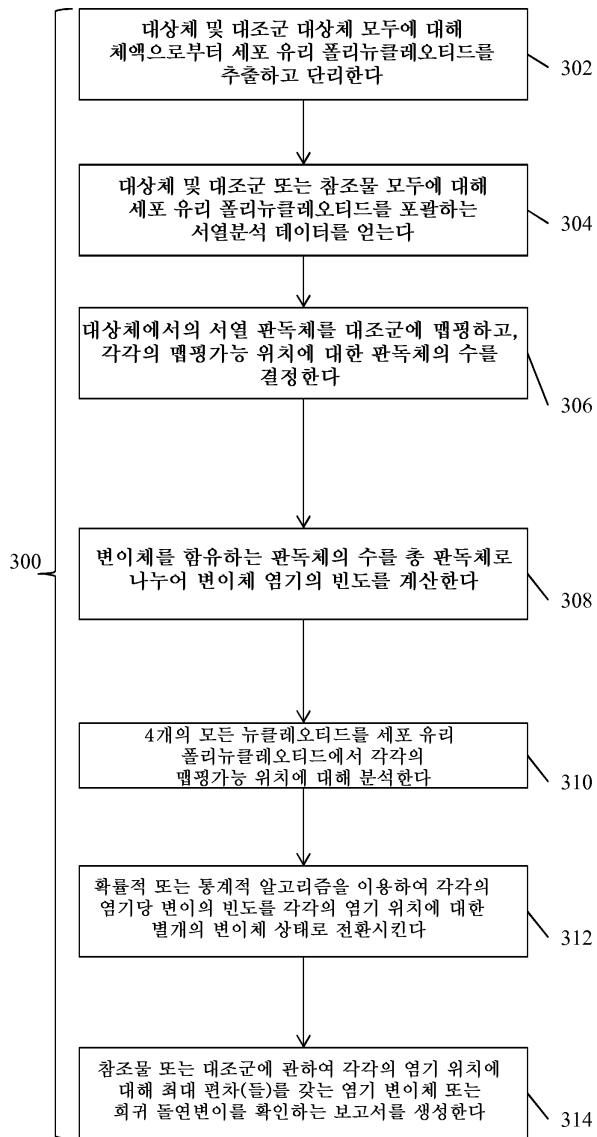 대상체 및 대조군 대상체 모두에 대해
체액으로부터 세포 유리 폴리뉴클레오티드를
추출하고 단리한다
302
대상체 및 대조군 또는 참조물 모두에 대해
세포 유리 폴리뉴클레오티드를 포괄하는
서열분석 데이터를 얻는다
304
대상체에서의 서열 판독체를 대조군에 맵핑하고,
각각의 맵핑가능 위치에 대한 판독체의 수를
결정한다
306
300
변이체를 함유하는 판독체의 수를 총 판독체로
나누어 변이체 염기의 빈도를 계산한다
308
4개의 모든 뉴클레오티드를 세포 유리
폴리뉴클레오티드에서 각각의
맵핑가능 위치에 대해 분석한다
310
확률적 또는 통계적 알고리즘을 이용하여 각각의
염기당 변이의 빈도를 각각의 염기 위치에 대한
별개의 변이체 상태로 전환시킨다
312
참조물 또는 대조군에 관하여 각각의 염기 위치에
대해 최대 편차(들)를 갖는 염기 변이체 또는
희귀 돌연변이를 확인하는 보고서를 생성한다
314